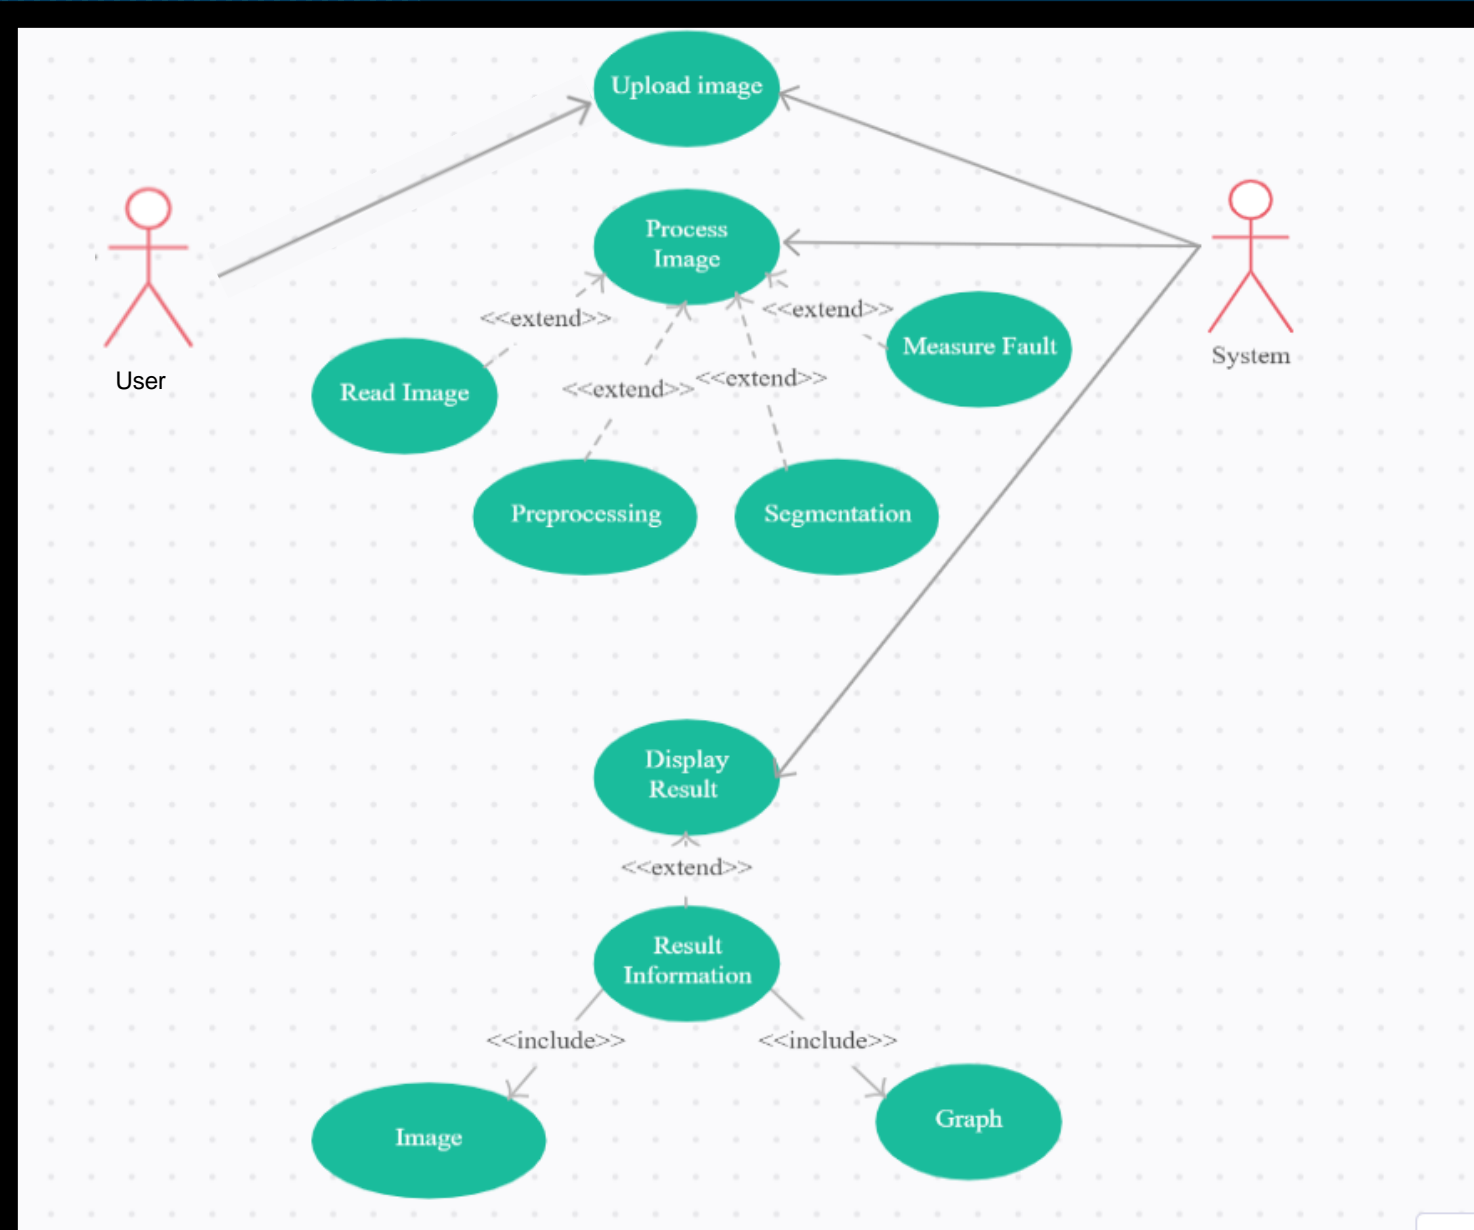 Upload image
Process
Image
<<extend>>
<<extend>>
Measure Fault
User
System
Read Image
<<extend>>
<<extend>>
Preprocessing
Segmentation
Display
Result
<<extend>>
Result
Information
<<include>>
<<include>>
Image
Graph